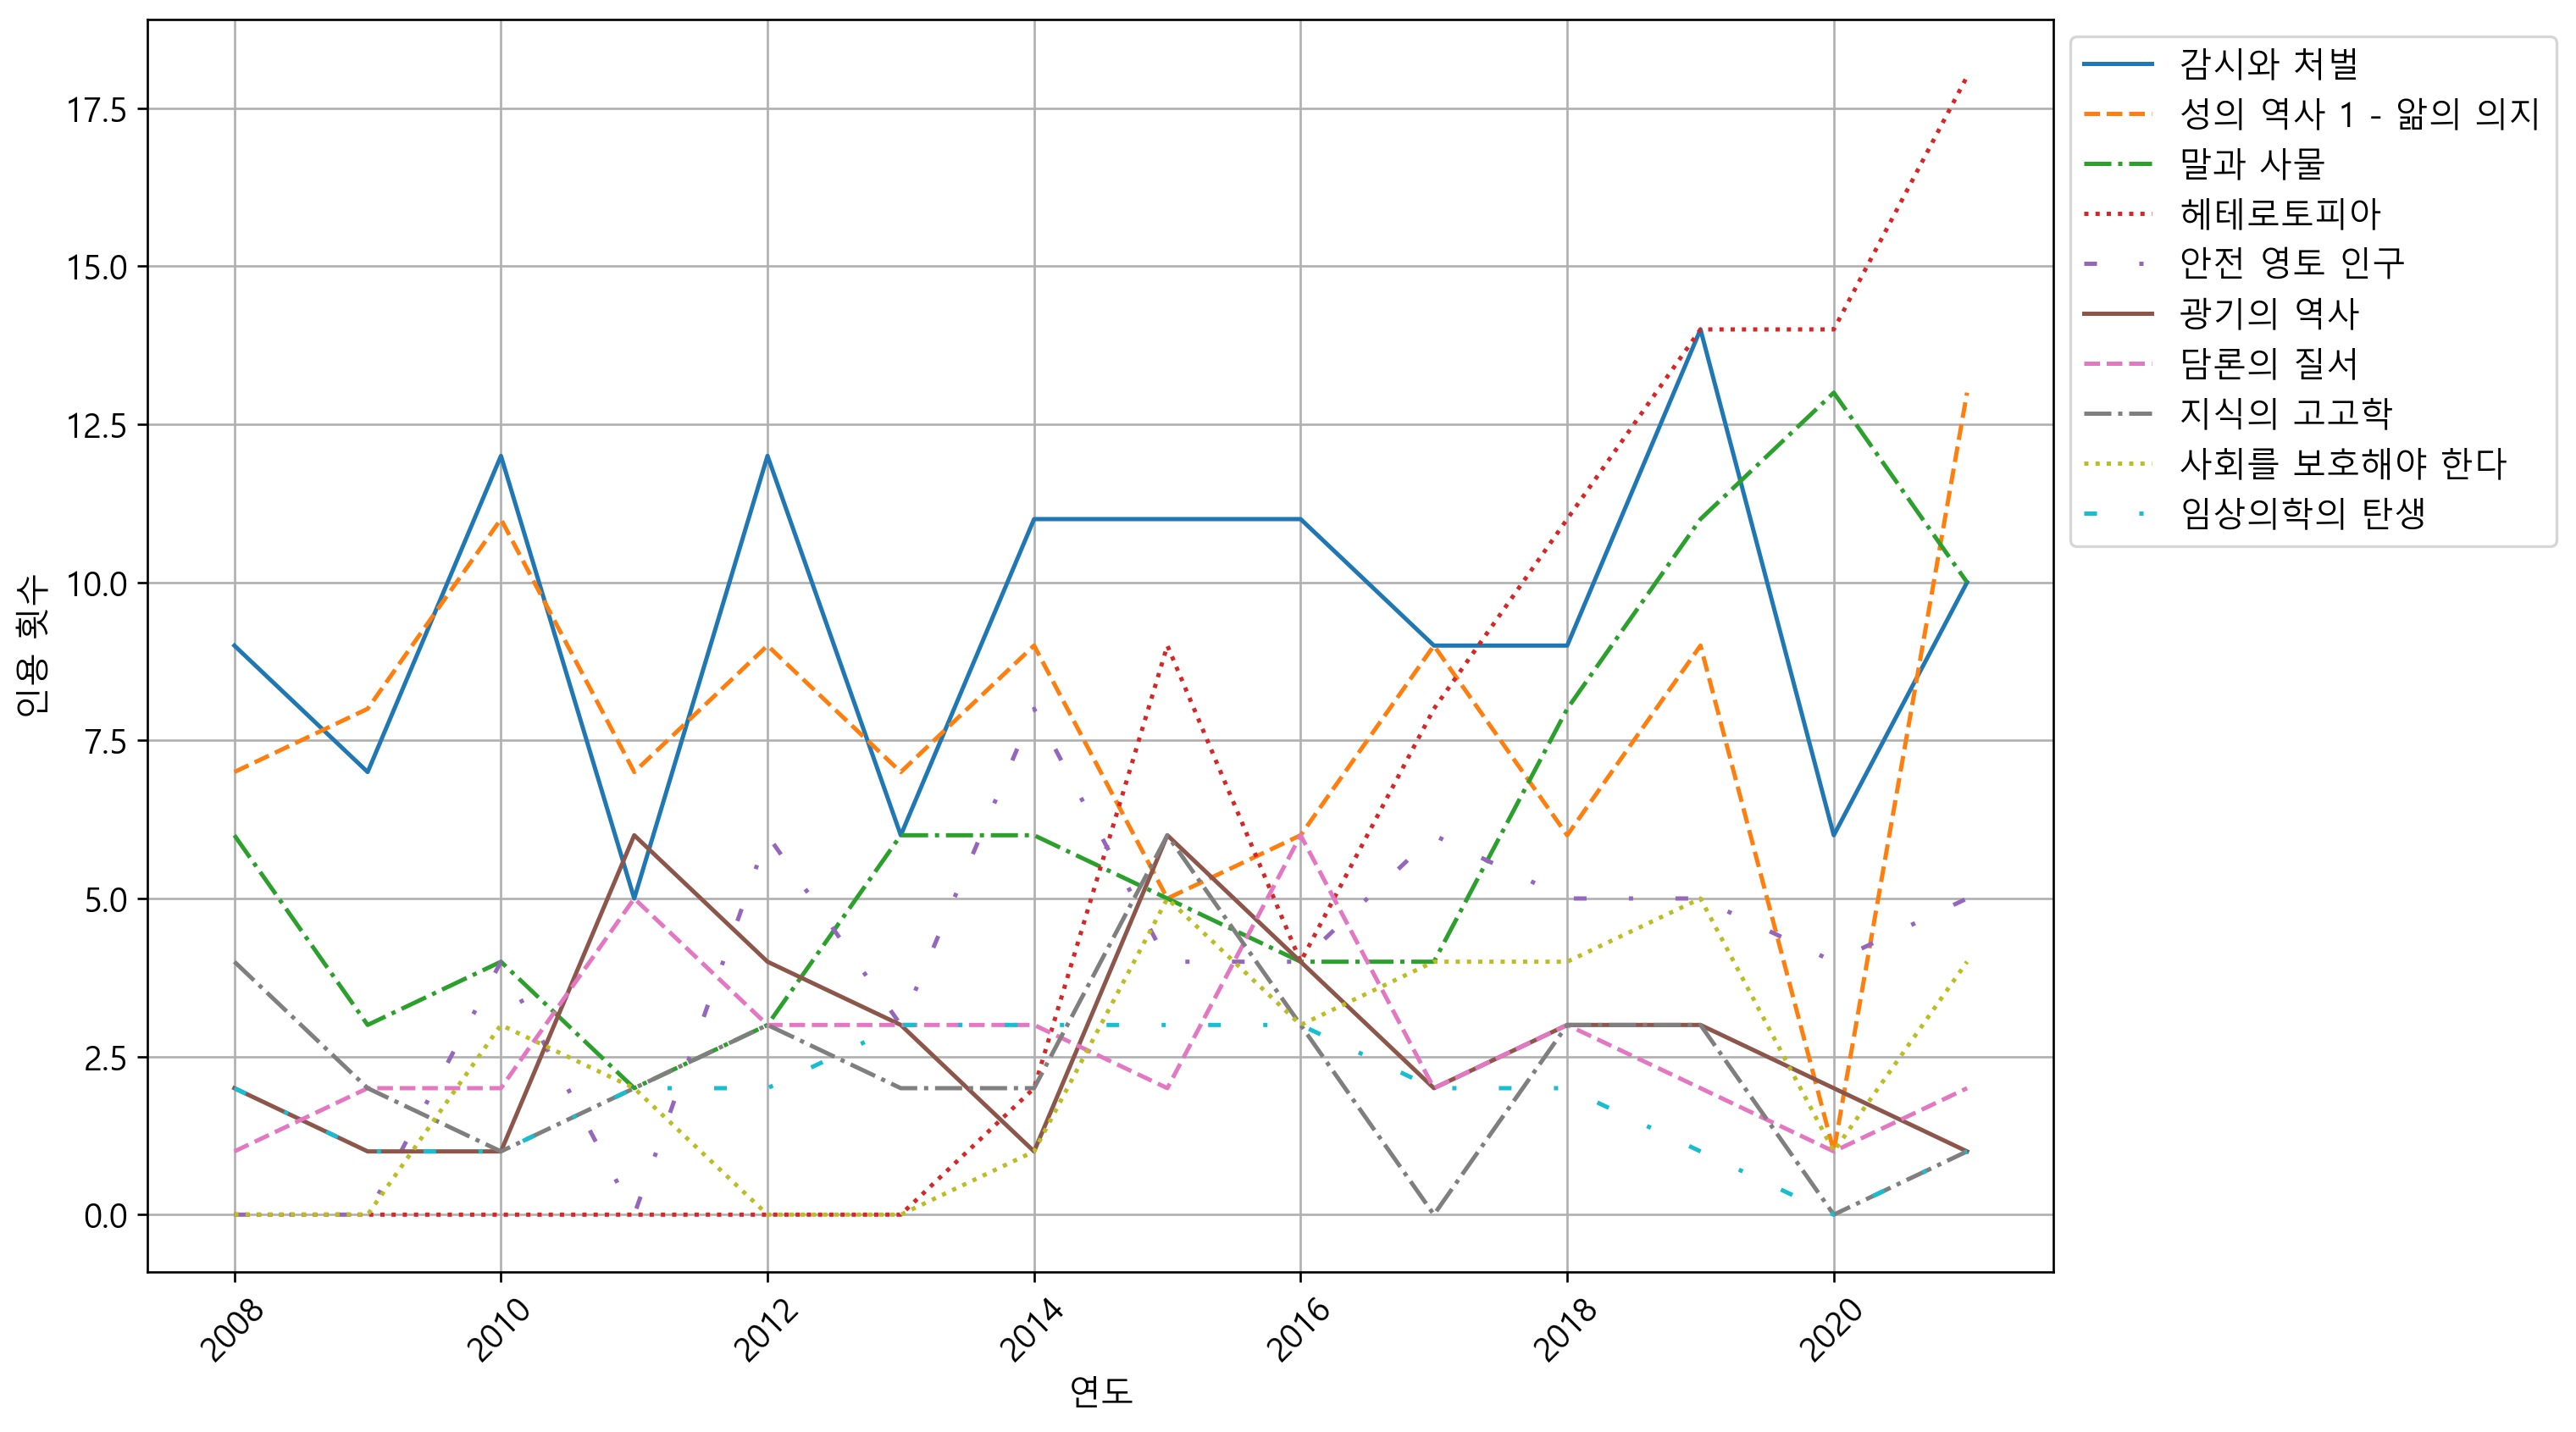 17.5
15.0
12.5
10.0
7.5
5.0
2.5
0.0
인용 횟수
2008
2010
2012
2014
2016
2018
2020
연도
감시와 처벌
성의 역사 1 - 앎의 의지
말과 사물
헤테로토피아
안전 영토 인구
광기의 역사
담론의 질서
지식의 고고학
사회를 보호해야 한다
임상의학의 탄생